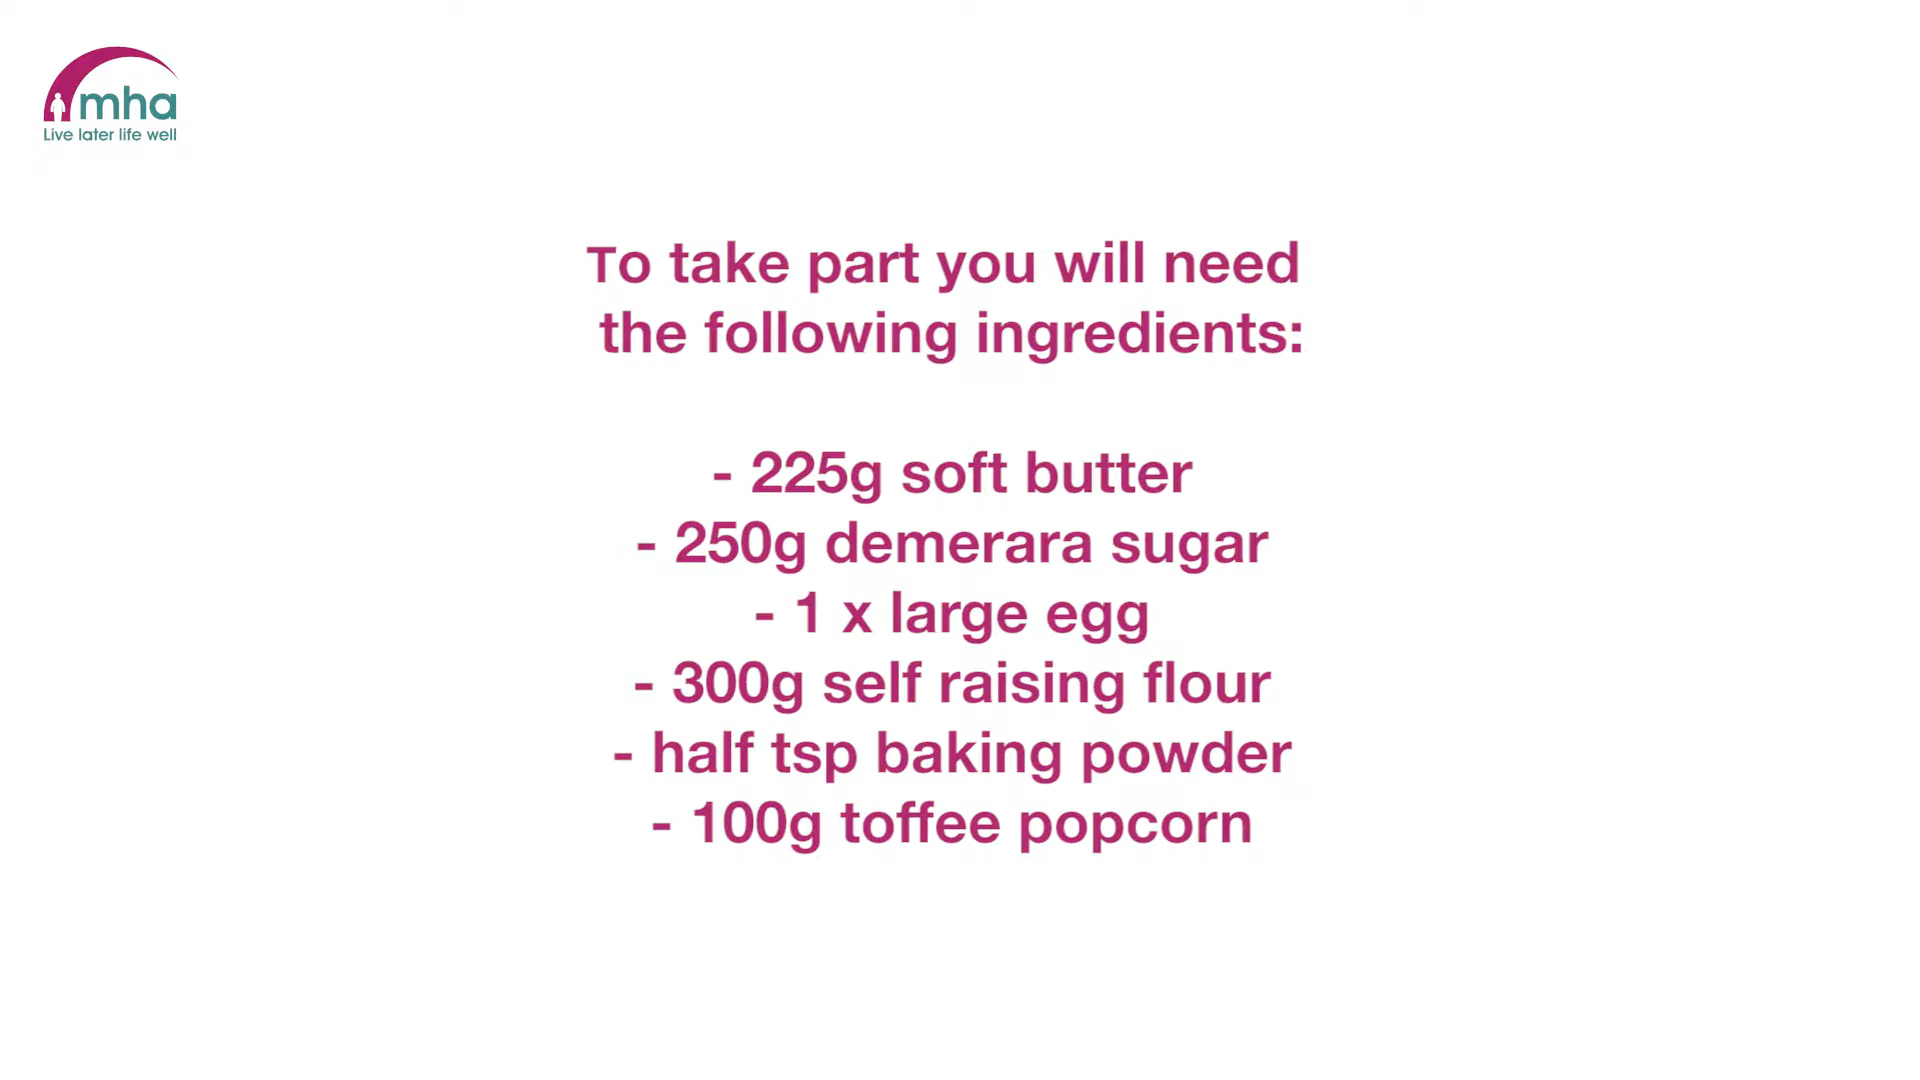 mha
Live later life well
To take part you will need
the following ingredients:
- 225g soft butter
- 250g demerara sugar
- 1 x large egg
- 300g self raising flour
- half tsp baking powder
- 100g toffee popcorn